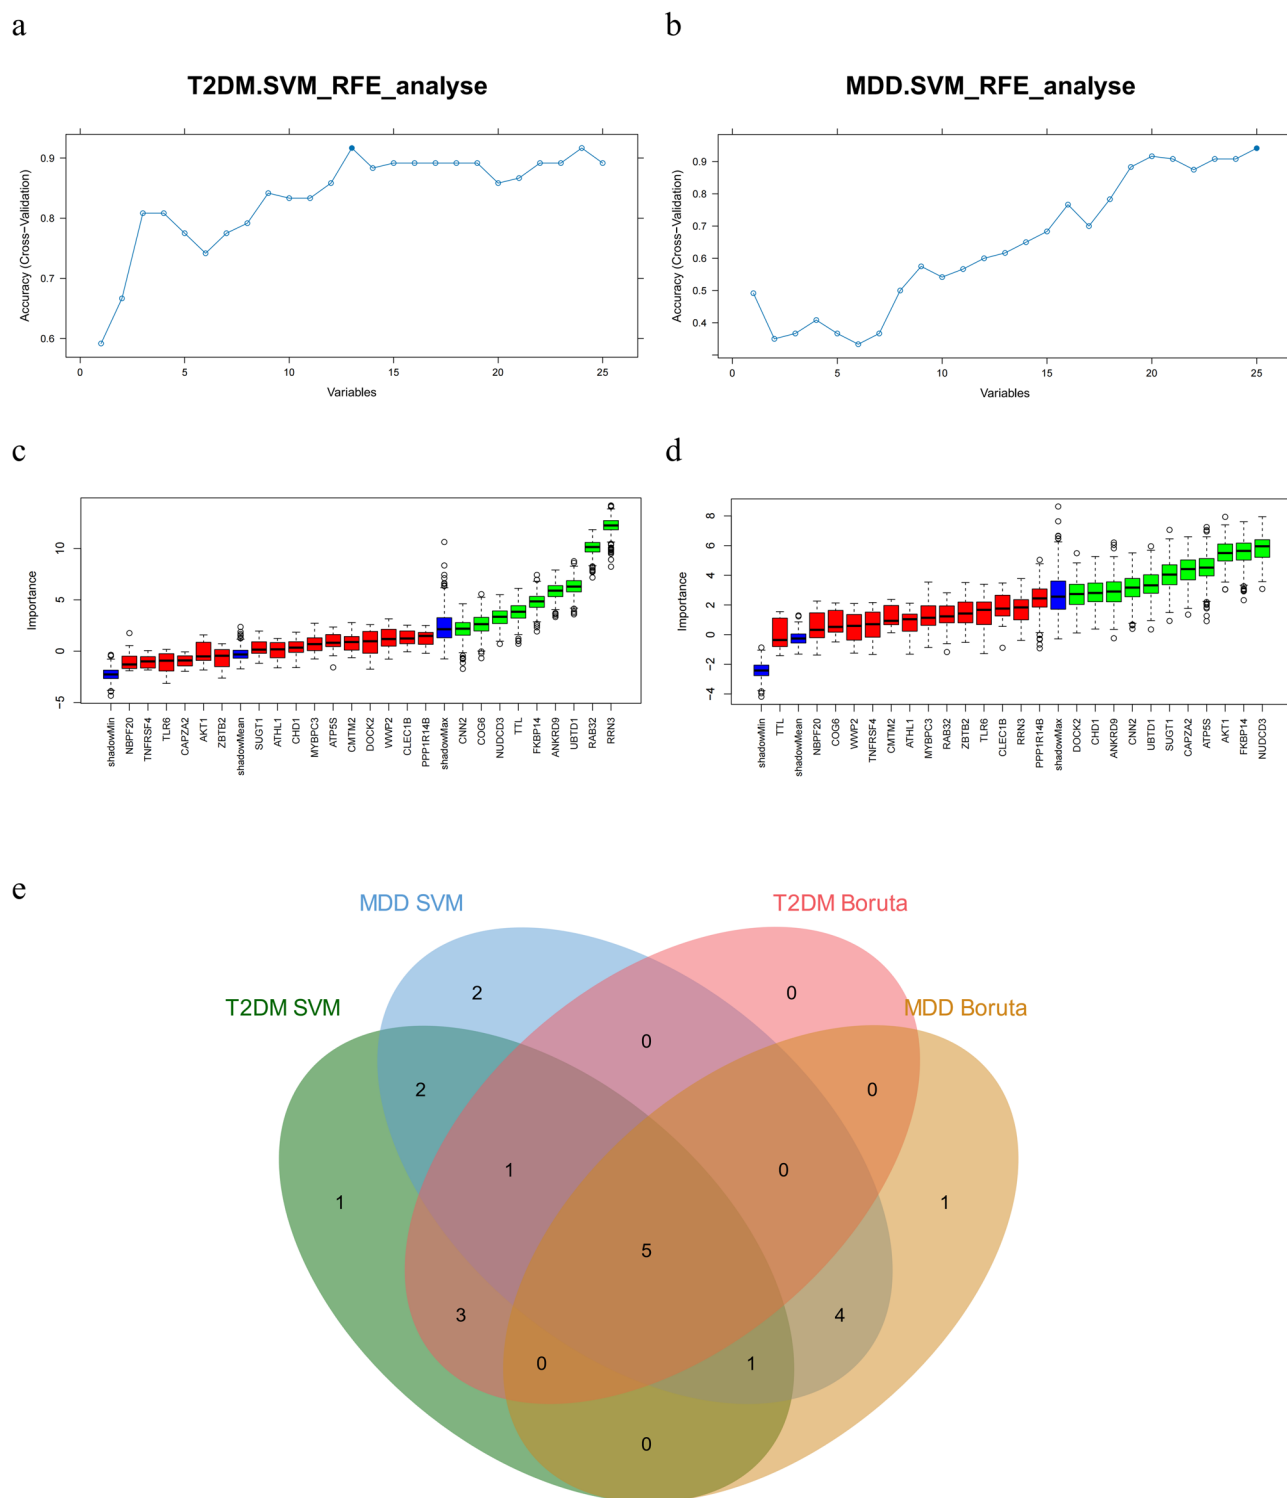 a
b
T2DM.SVM_RFE_analyse
MDD.SVM_RFE_analyse
Accuracy (Cross−Validation)
0.9
0.8
0.7
0.6
0 5 10 15 20 25
Variables
Accuracy (Cross−Validation)
0.9
0.8
0.7
0.6
0.5
0.4
0 5 10 15 20 25
Variables
c
d
Importance
10
5
0
−5
shadowMin
NBPF20
TNFRSF4
TLR6
CAPZA2
AKT1
ZBTB2
shadowMean
SUGT1
ATHL1
CHD1
MYBPC3
ATP5S
CMTM2
DOCK2
WWP2
CLEC1B
PPP1R14B
shadowMax
CNN2
COG6
NUDCD3
TTL
FKBP14
ANKRD9
UBTD1
RAB32
RRN3
Importance
8
6
4
2
0
−2
−4
shadowMin
TTL
shadowMean
NBPF20
COG6
WWP2
TNFRSF4
CMTM2
ATHL1
MYBPC3
RAB32
ZBTB2
TLR6
CLEC1B
RRN3
PPP1R14B
shadowMax
DOCK2
CHD1
ANKRD9
CNN2
UBTD1
SUGT1
CAPZA2
ATP5S
AKT1
FKBP14
NUDCD3
e
MDD SVM
T2DM Boruta
T2DM SVM
MDD Boruta
2
0
0
2
0
1
0
1
1
5
3
4
0
1
0